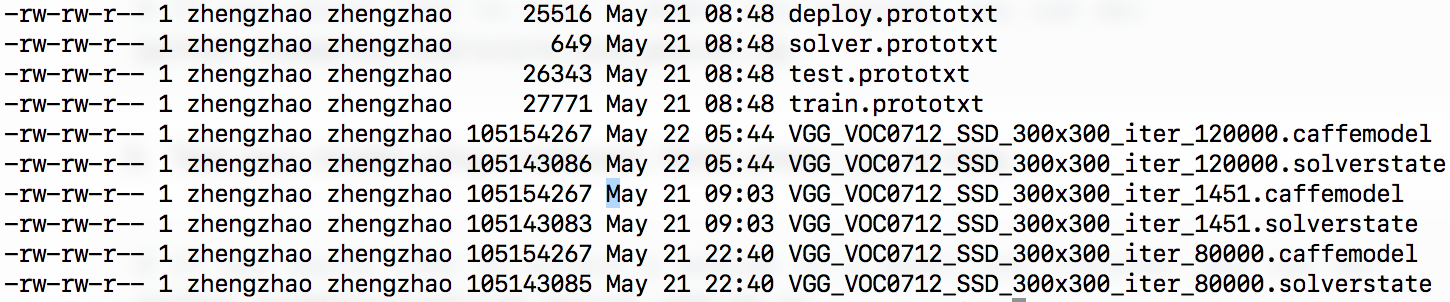 -rw-rw-r-- 1 zhengzhao zhengzhao     25516 May 21 08:48 deploy.prototxt
-rw-rw-r-- 1 zhengzhao zhengzhao       649 May 21 08:48 solver.prototxt
-rw-rw-r-- 1 zhengzhao zhengzhao     26343 May 21 08:48 test.prototxt
-rw-rw-r-- 1 zhengzhao zhengzhao     27771 May 21 08:48 train.prototxt
-rw-rw-r-- 1 zhengzhao zhengzhao 105154267 May 22 05:44 VGG_VOC0712_SSD_300x300_iter_120000.caffemodel
-rw-rw-r-- 1 zhengzhao zhengzhao 105143086 May 22 05:44 VGG_VOC0712_SSD_300x300_iter_120000.solverstate
-rw-rw-r-- 1 zhengzhao zhengzhao 105154267 May 21 09:03 VGG_VOC0712_SSD_300x300_iter_1451.caffemodel
-rw-rw-r-- 1 zhengzhao zhengzhao 105143083 May 21 09:03 VGG_VOC0712_SSD_300x300_iter_1451.solverstate
-rw-rw-r-- 1 zhengzhao zhengzhao 105154267 May 21 22:40 VGG_VOC0712_SSD_300x300_iter_80000.caffemodel
-rw-rw-r-- 1 zhengzhao zhengzhao 105143085 May 21 22:40 VGG_VOC0712_SSD_300x300_iter_80000.solverstate